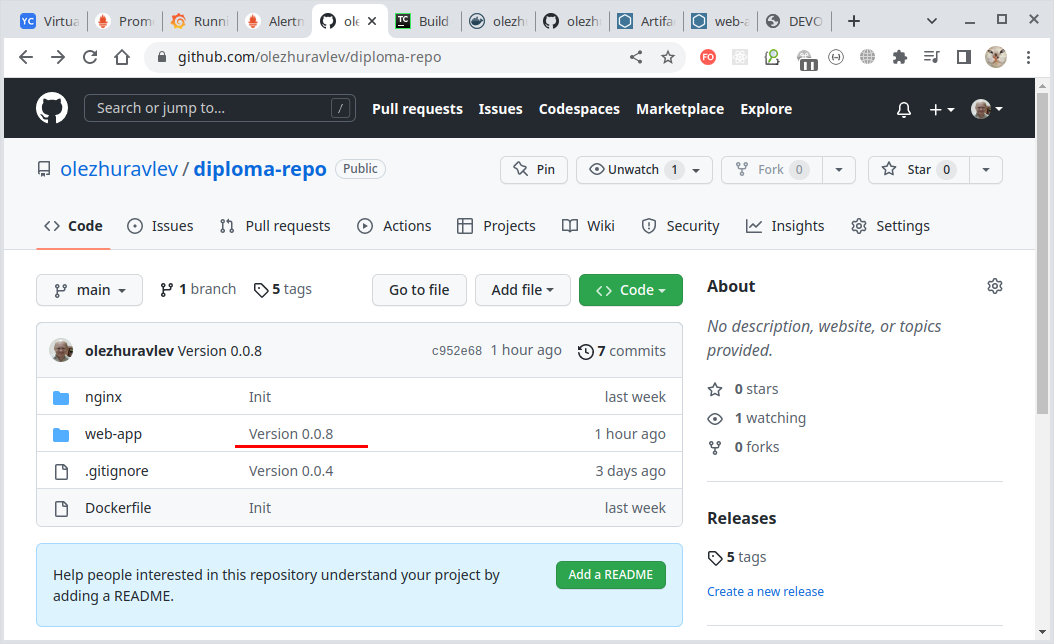 YC Virtua Prom Runni Alertn ole TC Build olezh olezh Artifa web-a DEVO
github.com/olezhuravlev/diploma-repo FO 11
Search or jump to... / Pull requests Issues Codespaces Marketplace Explore
olezhuravlev / diploma-repo Public Pin Unwatch 1 Fork 0 Star 0
Code Issues Pull requests Actions Projects Wiki Security Insights Settings
main 1 branch 5 tags Go to file Add file Code
olezhuravlev Version 0.0.8 c952e68 1 hour ago 7 commits
nginx Init last week
web-app Version 0.0.8 1 hour ago
.gitignore Version 0.0.4 3 days ago
Dockerfile Init last week
Help people interested in this repository understand your project by
adding a README.
Add a README
About
No description, website, or topics
provided.
0 stars
1 watching
0 forks
Releases
5 tags
Create a new release